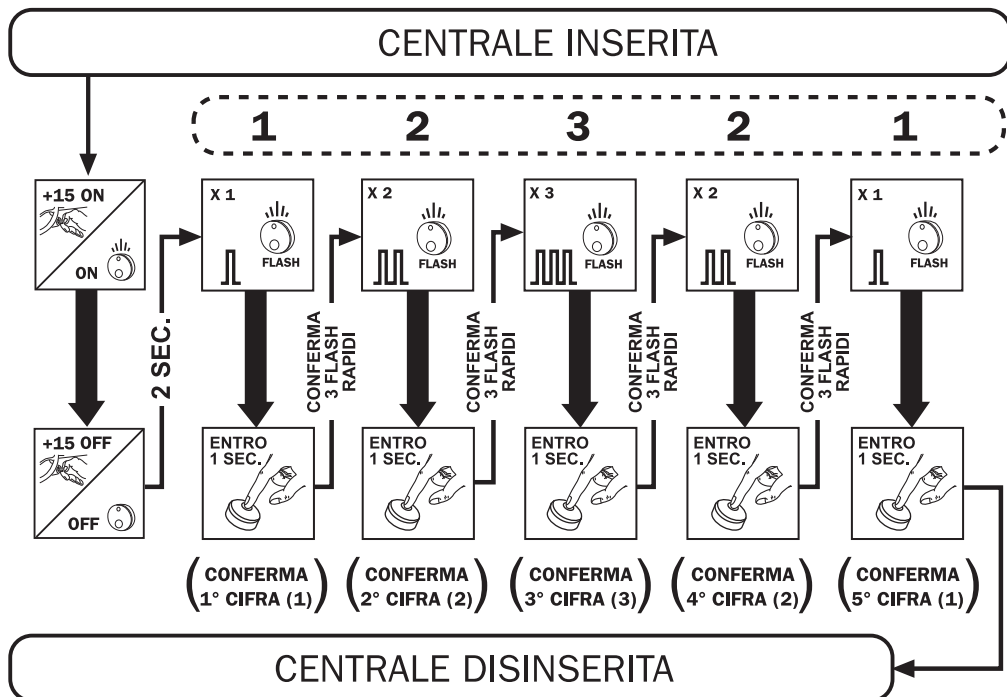 CENTRALE INSERITA
1 2 3 2 1
+15 ON
ON
X 1
FLASH
X 2
FLASH
X 3
FLASH
X 2
FLASH
X 1
FLASH
2 SEC.
CONFERMA
3 FLASH
RAPIDI
CONFERMA
3 FLASH
RAPIDI
CONFERMA
3 FLASH
RAPIDI
CONFERMA
3 FLASH
RAPIDI
+15 OFF
OFF
ENTRO
1 SEC.
ENTRO
1 SEC.
ENTRO
1 SEC.
ENTRO
1 SEC.
ENTRO
1 SEC.
(CONFERMA
1° CIFRA (1))
(CONFERMA
2° CIFRA (2))
(CONFERMA
3° CIFRA (3))
(CONFERMA
4° CIFRA (2))
(CONFERMA
5° CIFRA (1))
CENTRALE DISINSERITA